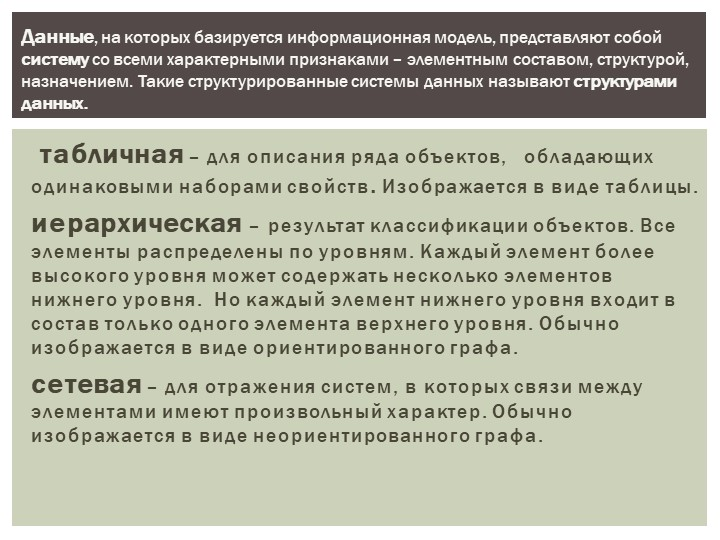 Данные, на которых базируется информационная модель, представляют собой
систему со всеми характерными признаками – элементным составом, структурой,
назначением. Такие структурированные системы данных называют структурами
данных.
табличная – для описания ряда объектов, обладающих
одинаковыми наборами свойств. Изображается в виде таблицы.
иерархическая – результат классификации объектов. Все
элементы распределены по уровням. Каждый элемент более
высокого уровня может содержать несколько элементов
нижнего уровня. Но каждый элемент нижнего уровня входит в
состав только одного элемента верхнего уровня. Обычно
изображается в виде ориентированного графа.
сетевая – для отражения систем, в которых связи между
элементами имеют произвольный характер. Обычно
изображается в виде неориентированного графа.